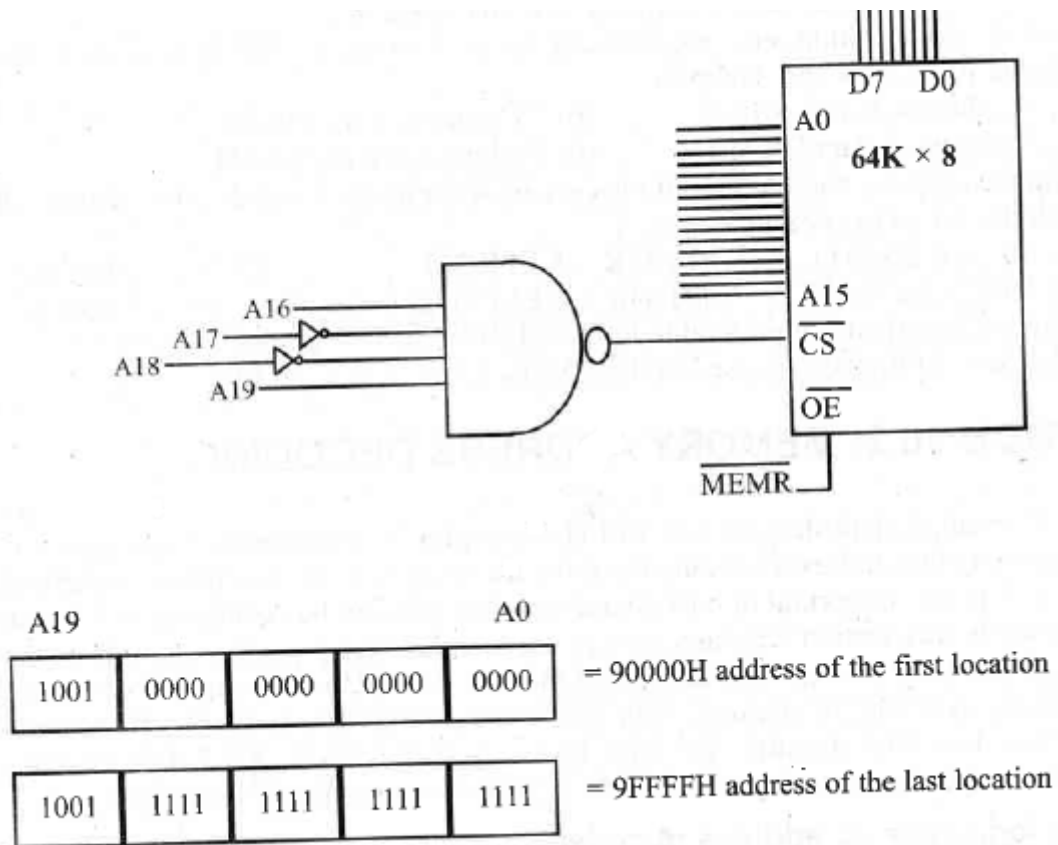 D7 D0
A0
64K × 8
A16
A17
A18
A19
A15
CS
OE
MEMR
A19 A0
1001 0000 0000 0000 0000 = 90000H address of the first location
1001 1111 1111 1111 1111 = 9FFFFH address of the last location